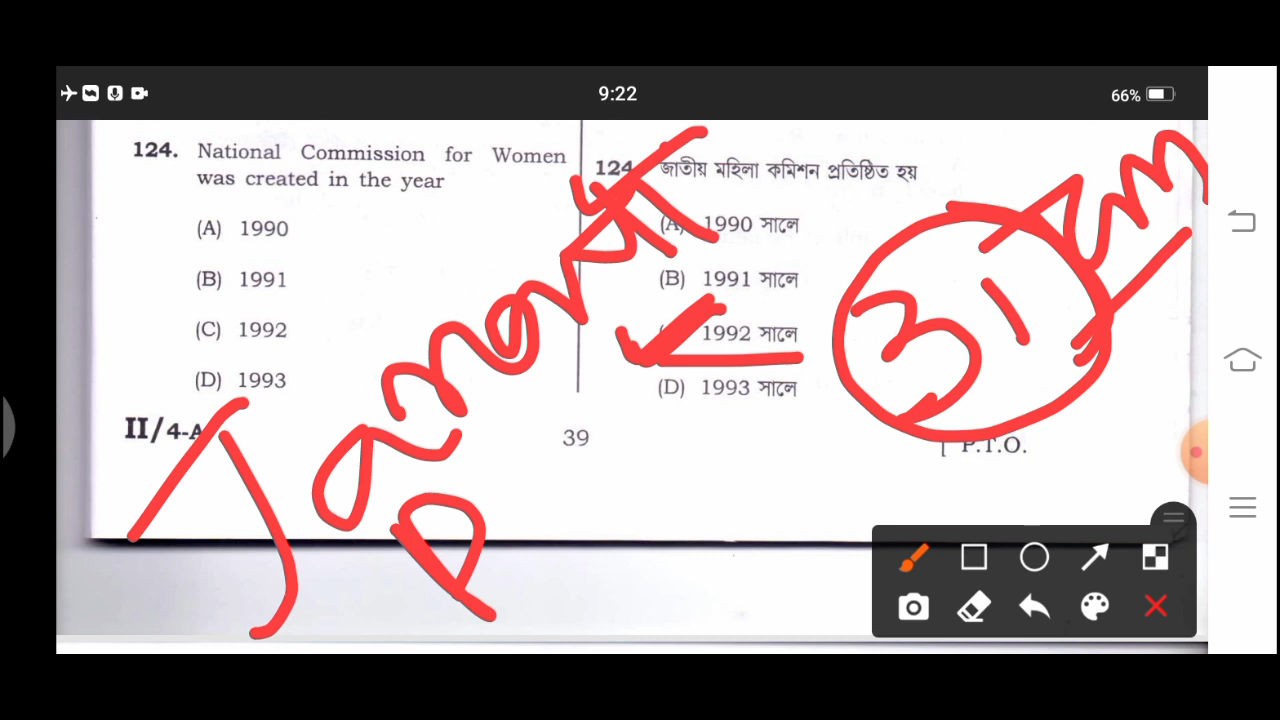 9:22
66%
124. National Commission for Women
was created in the year
(A) 1990
(B) 1991
(C) 1992
(D) 1993
124 জাতীয় মহিলা কমিশন প্রতিষ্ঠিত হয়
(A) 1990 সালে
(B) 1991 সালে
1992 সালে
(D) 1993 সালে
II/4-A
39
[ P.T.O.
31